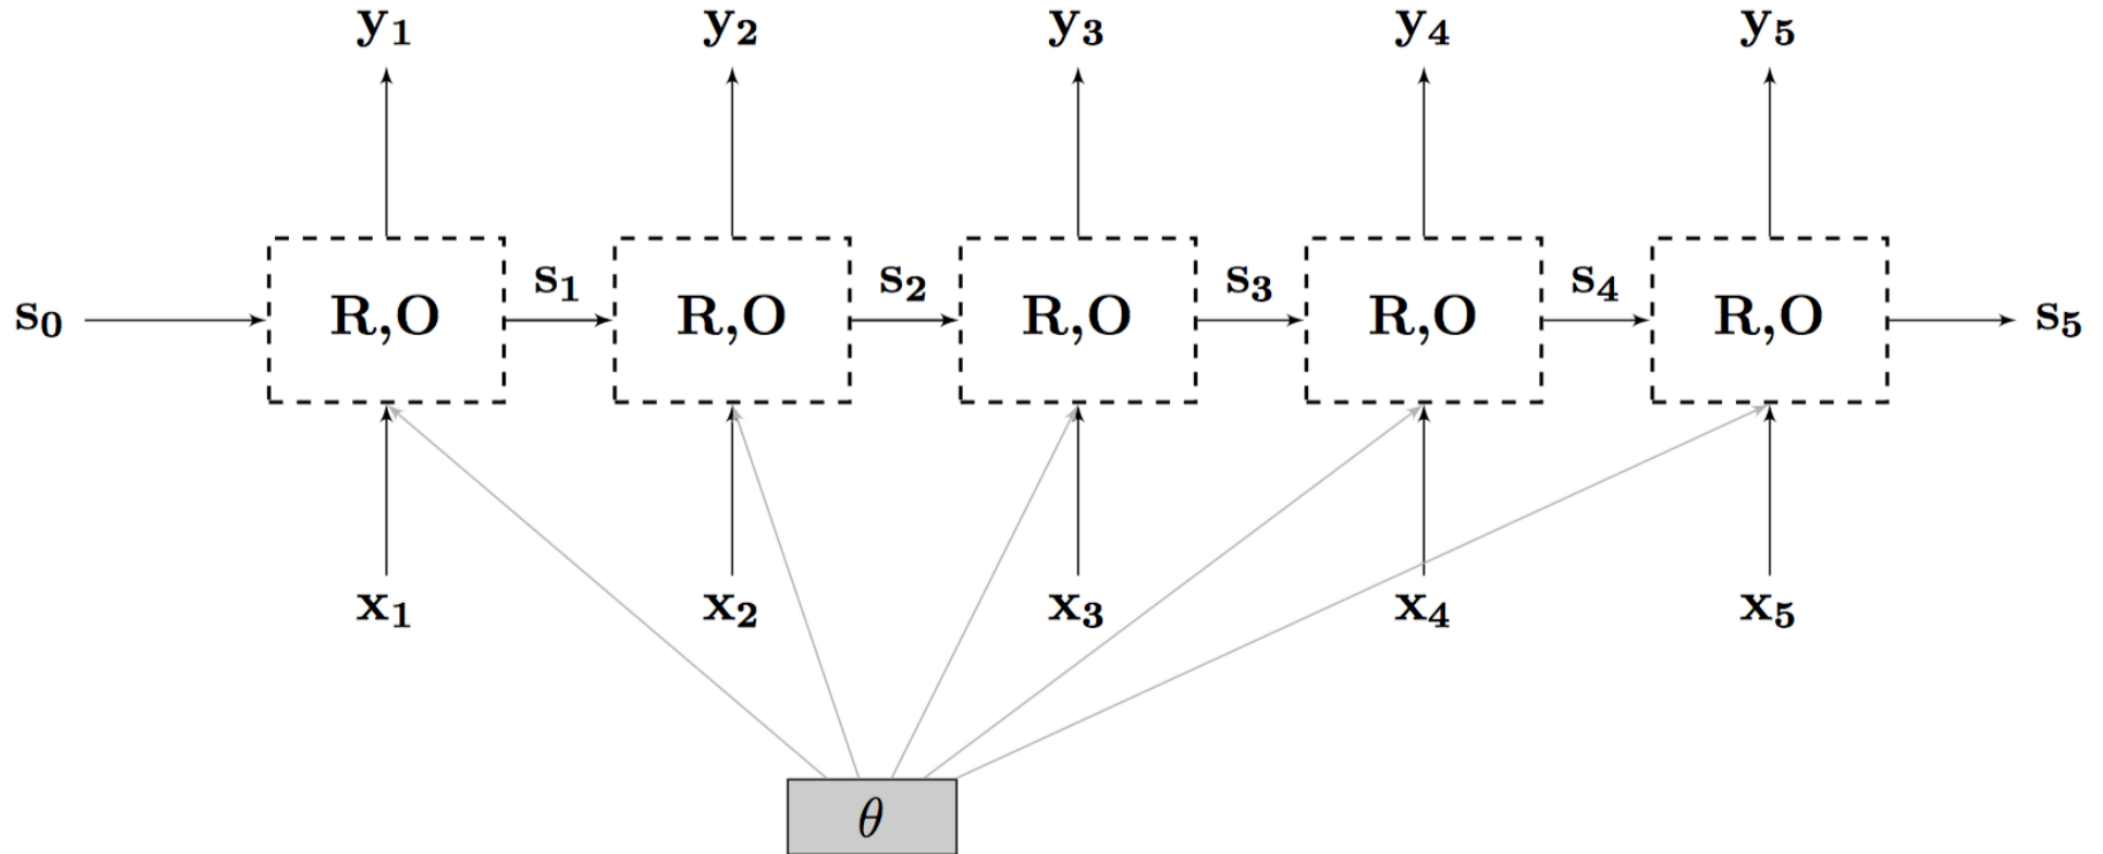 y₁ y₂ y₃ y₄ y₅
s₀ R,O s₁ R,O s₂ R,O s₃ R,O s₄ R,O s₅
x₁ x₂ x₃ x₄ x₅
θ